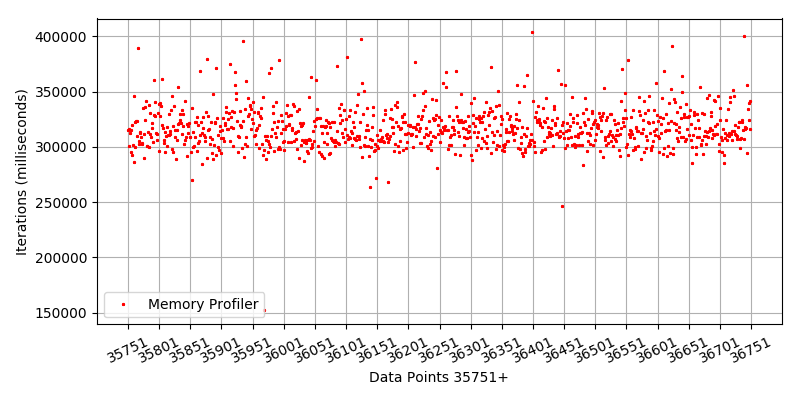 400000
350000
300000
250000
200000
150000
Iterations (milliseconds)
Memory Profiler
35751 35801 35851 35901 35951 36001 36051 36101 36151 36201 36251 36301 36351 36401 36451 36501 36551 36601 36651 36701 36751
Data Points 35751+